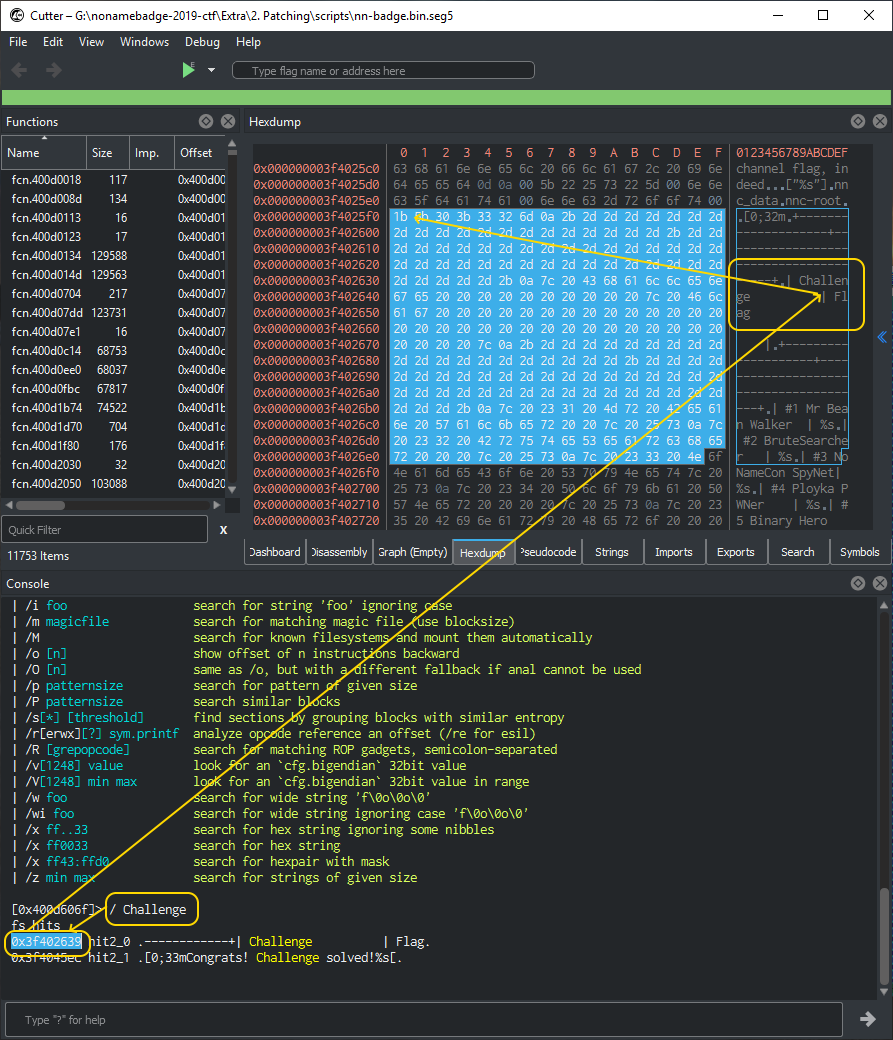 Cutter – G:\nonamebadge-2019-ctf\Extra\2. Patching\scripts\nn-badge.bin.seg5
File Edit View Windows Debug Help
Type flag name or address here
Functions
Name Size Imp. Offset
fcn.400d0018 117 0x400d00
fcn.400d008d 134 0x400d00
fcn.400d0113 16 0x400d01
fcn.400d0123 17 0x400d01
fcn.400d0134 129588 0x400d01
fcn.400d014d 129563 0x400d01
fcn.400d0704 217 0x400d07
fcn.400d07dd 123731 0x400d07
fcn.400d07e1 16 0x400d07
fcn.400d0c14 68753 0x400d0c
fcn.400d0ee0 68037 0x400d0e
fcn.400d0fbc 67817 0x400d0f
fcn.400d1b74 74522 0x400d1b
fcn.400d1d70 704 0x400d1d
fcn.400d1f80 176 0x400d1f
fcn.400d2030 32 0x400d20
fcn.400d2050 103088 0x400d20
Quick Filter X
11753 Items
Hexdump
0 1 2 3 4 5 6 7 8 9 A B C D E F 0123456789ABCDEF
0x000000003f4025c0 63 68 61 6e 6e 65 6c 20 66 6c 61 67 2c 20 69 6e channel flag, in
0x000000003f4025d0 64 65 65 64 0d 0a 00 5b 22 25 73 22 5d 00 6e 6e deed...["%s"].nn
0x000000003f4025e0 63 5f 64 61 74 61 00 6e 6e 63 2d 72 6f 6f 74 00 c_data.nnc-root.
0x000000003f4025f0 1b 5b 30 3b 33 32 6d 0a 2b 2d 2d 2d 2d 2d 2d 2d .[0;32m.+-------
0x000000003f402600 2d 2d 2d 2d 2d 2d 2d 2d 2d 2d 2d 2d 2d 2b 2d 2d -------------+--
0x000000003f402610 2d 2d 2d 2d 2d 2d 2d 2d 2d 2d 2d 2d 2d 2d 2d 2d ----------------
0x000000003f402620 2d 2d 2d 2d 2d 2d 2d 2d 2d 2d 2d 2d 2d 2d 2d 2d ----------------
0x000000003f402630 2d 2d 2d 2d 2d 2b 0a 7c 20 43 68 61 6c 6c 65 6e -----+.| Challen
0x000000003f402640 67 65 20 20 20 20 20 20 20 20 20 20 7c 20 46 6c ge | Fl
0x000000003f402650 61 67 20 20 20 20 20 20 20 20 20 20 20 20 20 20 ag
0x000000003f402660 20 20 20 20 20 20 20 20 20 20 20 20 20 20 20 20
0x000000003f402670 20 20 20 20 7c 0a 2b 2d 2d 2d 2d 2d 2d 2d 2d 2d |.+---------
0x000000003f402680 2d 2d 2d 2d 2d 2d 2d 2d 2d 2d 2d 2b 2d 2d 2d 2d -----------+----
0x000000003f402690 2d 2d 2d 2d 2d 2d 2d 2d 2d 2d 2d 2d 2d 2d 2d 2d ----------------
0x000000003f4026a0 2d 2d 2d 2d 2d 2d 2d 2d 2d 2d 2d 2d 2d 2d 2d 2d ----------------
0x000000003f4026b0 2d 2d 2d 2b 0a 7c 20 23 31 20 4d 72 20 42 65 61 ---+.| #1 Mr Bea
0x000000003f4026c0 6e 20 57 61 6c 6b 65 72 20 20 7c 20 25 73 0a 7c n Walker | %s.|
0x000000003f4026d0 20 23 32 20 42 72 75 74 65 53 65 61 72 63 68 65 #2 BruteSearche
0x000000003f4026e0 72 20 20 20 7c 20 25 73 0a 7c 20 23 33 20 4e 6f r | %s.| #3 No
0x000000003f4026f0 4e 61 6d 65 43 6f 6e 20 53 70 79 4e 65 74 7c 20 NameCon SpyNet|
0x000000003f402700 25 73 0a 7c 20 23 34 20 50 6c 6f 79 6b 61 20 50 %s.| #4 Ployka P
0x000000003f402710 57 4e 65 72 20 20 20 20 7c 20 25 73 0a 7c 20 23 WNer | %s.| #
0x000000003f402720 35 20 42 69 6e 61 72 79 20 48 65 72 6f 20 20 20 5 Binary Hero
Dashboard Disassembly Graph (Empty) Hexdump Pseudocode Strings Imports Exports Search Symbols
Console
| /i foo search for string 'foo' ignoring case
| /m magicfile search for matching magic file (use blocksize)
| /M search for known filesystems and mount them automatically
| /o [n] show offset of n instructions backward
| /O [n] same as /o, but with a different fallback if anal cannot be used
| /p patternsize search for pattern of given size
| /P patternsize search similar blocks
| /s[*] [threshold] find sections by grouping blocks with similar entropy
| /r[erwx][?] sym.printf analyze opcode reference an offset (/re for esil)
| /R [grepopcode] search for matching ROP gadgets, semicolon-separated
| /v[1248] value look for an `cfg.bigendian` 32bit value
| /V[1248] min max look for an `cfg.bigendian` 32bit value in range
| /w foo search for wide string 'f\0o\0o\0'
| /wi foo search for wide string ignoring case 'f\0o\0o\0'
| /x ff..33 search for hex string ignoring some nibbles
| /x ff0033 search for hex string
| /x ff43:ffd0 search for hexpair with mask
| /z min max search for strings of given size
[0x400d606f]> / Challenge
fs hits
0x3f402639 hit2_0 .------------+| Challenge | Flag.
0x3f4045ec hit2_1 .[0;33mCongrats! Challenge solved!%s[.
Type "?" for help